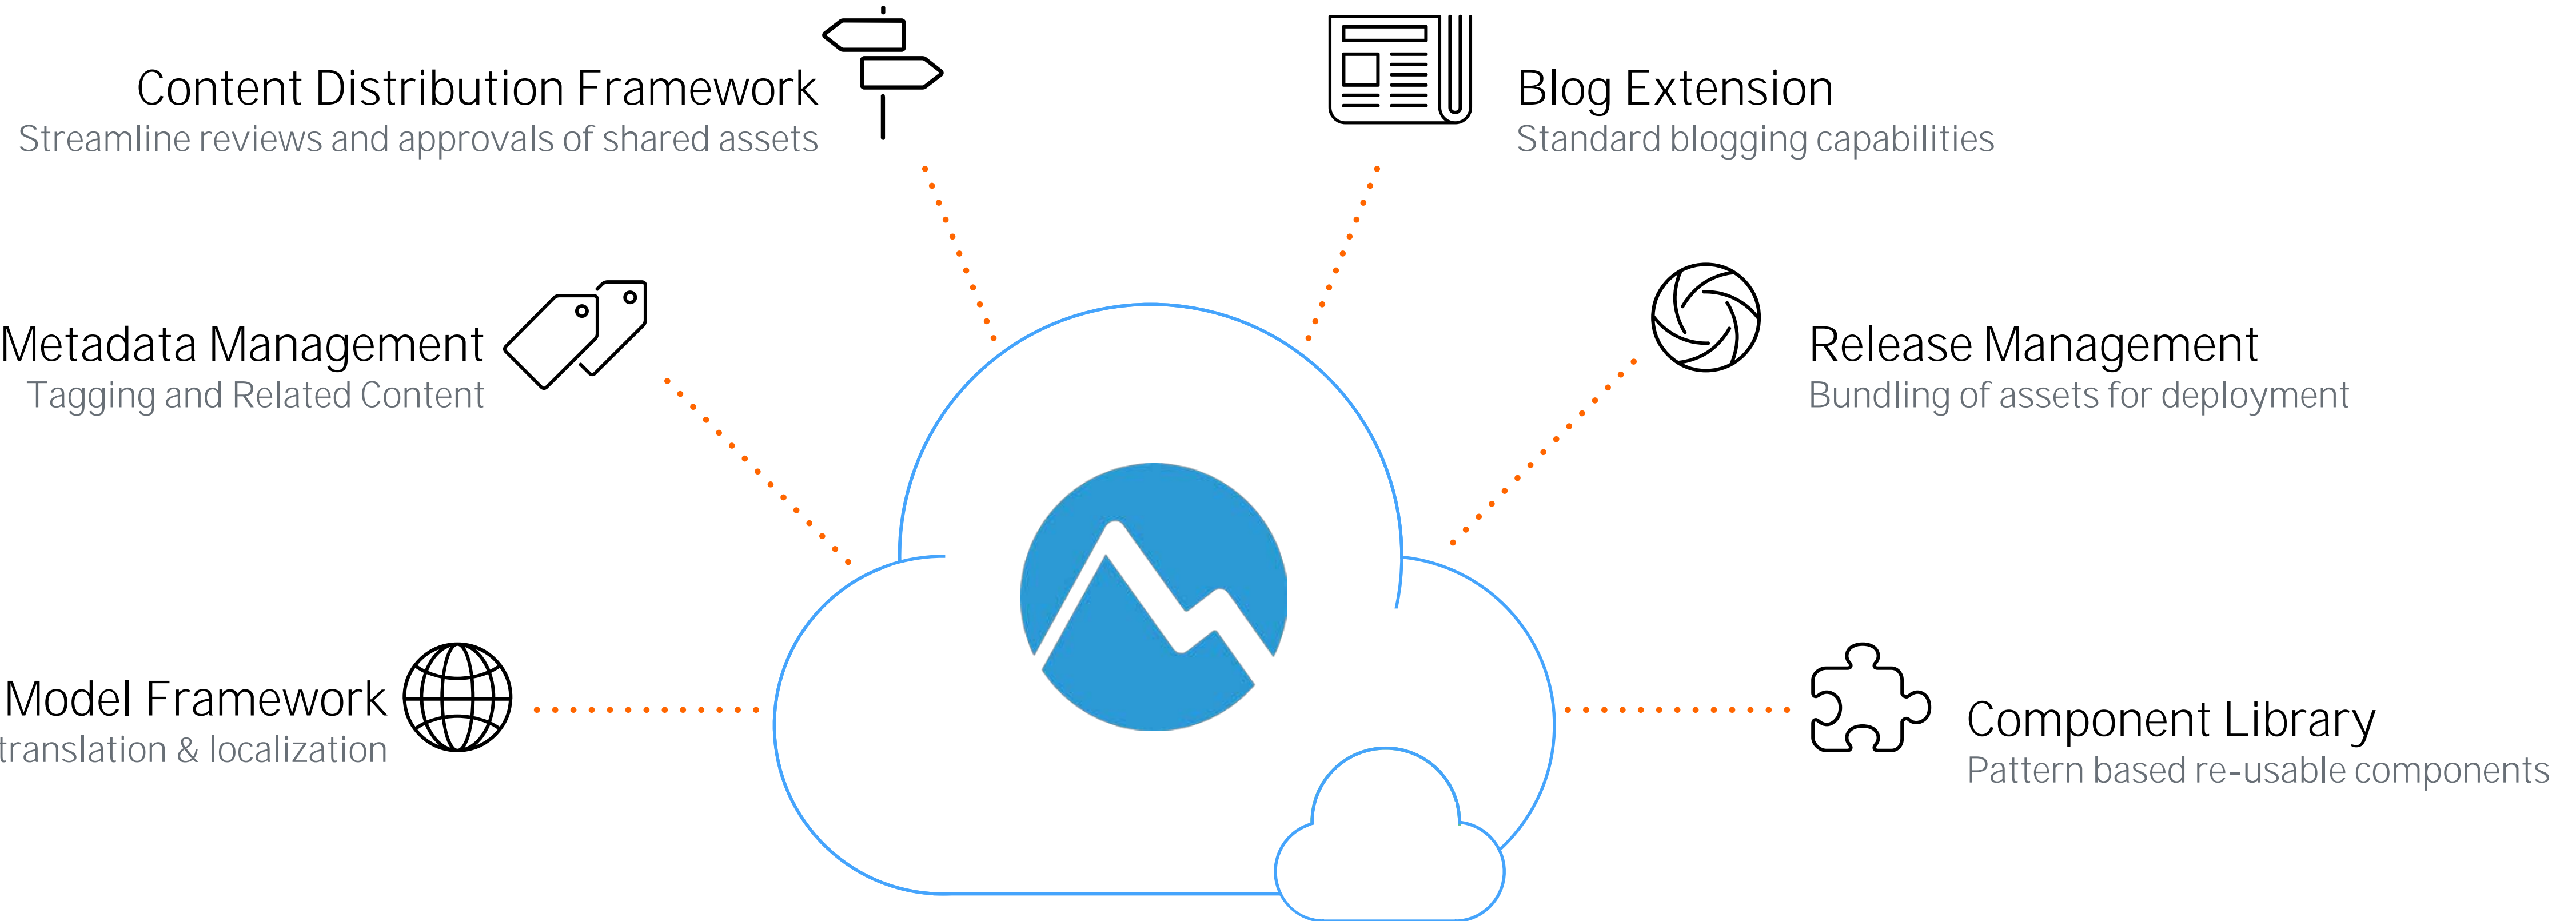 Content Distribution Framework
Streamline reviews and approvals of shared assets
Blog Extension
Standard blogging capabilities
Metadata Management
Tagging and Related Content
Release Management
Bundling of assets for deployment
Model Framework
translation & localization
Component Library
Pattern based re-usable components